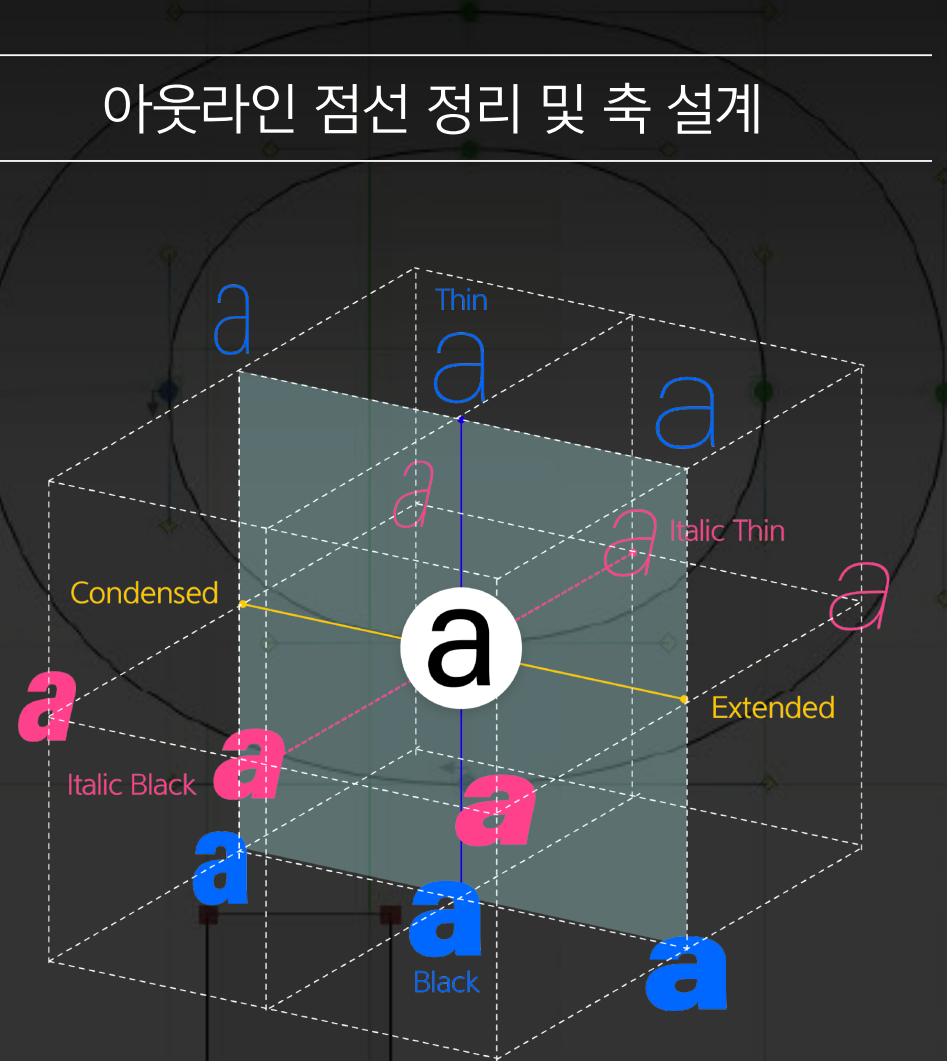 아웃라인 점선 정리 및 축 설계
a
Thin
a
a
a
a Italic Thin
Condensed
a
a
a
Extended
a
Italic Black
a
a
a
a
a
Black